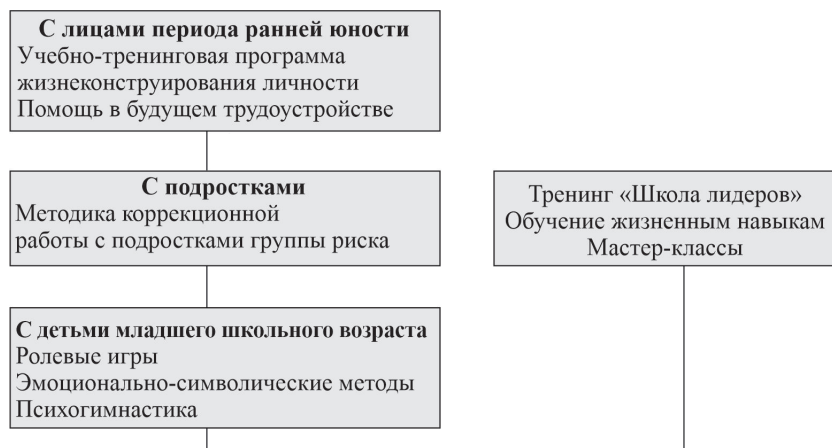 С лицами периода ранней юности
Учебно-тренинговая программа
жизнеконструирования личности
Помощь в будущем трудоустройстве
С подростками
Методика коррекционной
работы с подростками группы риска
Тренинг «Школа лидеров»
Обучение жизненным навыкам
Мастер-классы
С детьми младшего школьного возраста
Ролевые игры
Эмоционально-символические методы
Психогимнастика